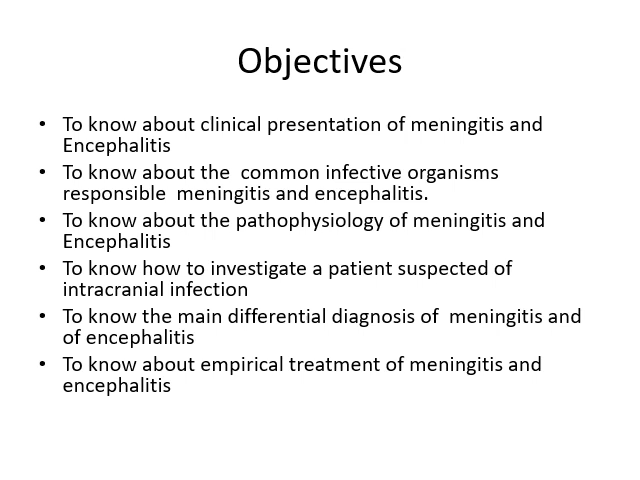 Objectives
• To know about clinical presentation of meningitis and
Encephalitis
• To know about the  common infective organisms
responsible  meningitis and encephalitis.
• To know about the pathophysiology of meningitis and
Encephalitis
• To know how to investigate a patient suspected of
intracranial infection
• To know the main differential diagnosis of  meningitis and
of encephalitis
• To know about empirical treatment of meningitis and
encephalitis